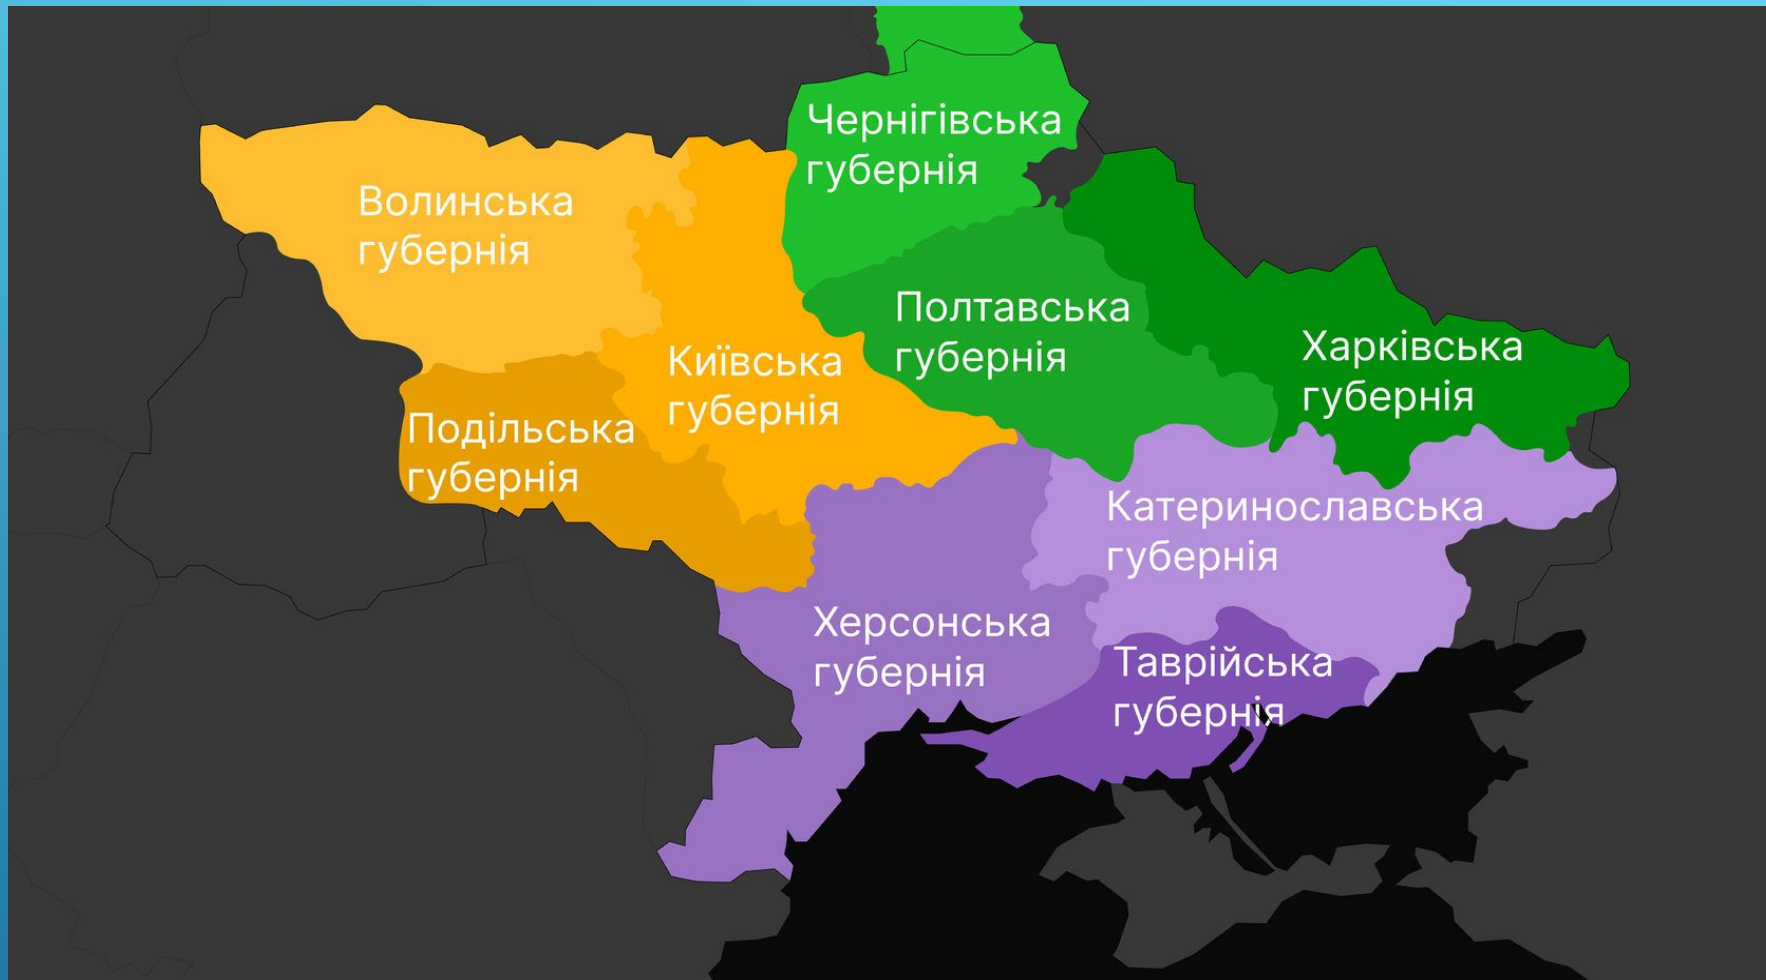 Чернігівська
губернія
Волинська
губернія
Полтавська
губернія
Харківська
губернія
Київська
губернія
Подільська
губернія
Катеринославська
губернія
Херсонська
губернія
Таврійська
губернія